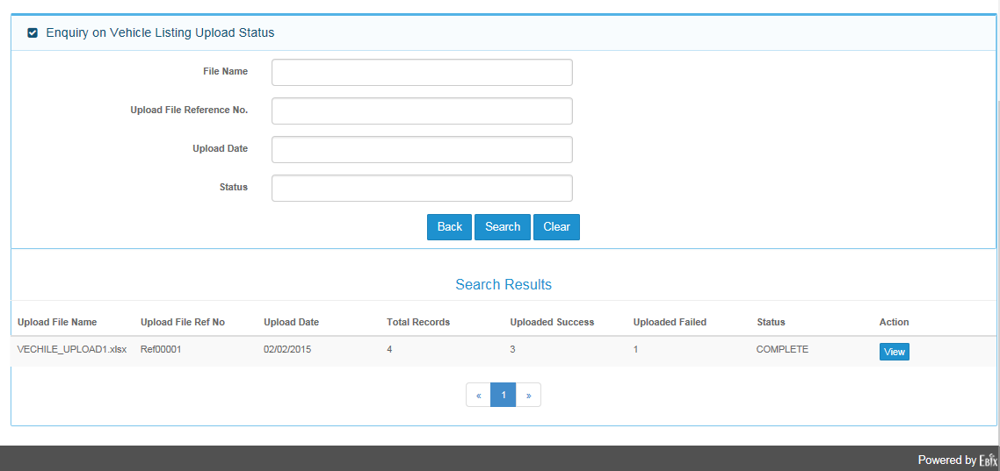 Enquiry on Vehicle Listing Upload Status
File Name
Upload File Reference No.
Upload Date
Status
Back Search Clear
Search Results
Upload File Name Upload File Ref No Upload Date Total Records Uploaded Success Uploaded Failed Status Action
VECHILE_UPLOAD1.xlsx Ref00001 02/02/2015 4 3 1 COMPLETE View
« 1 »
Powered by Ebix